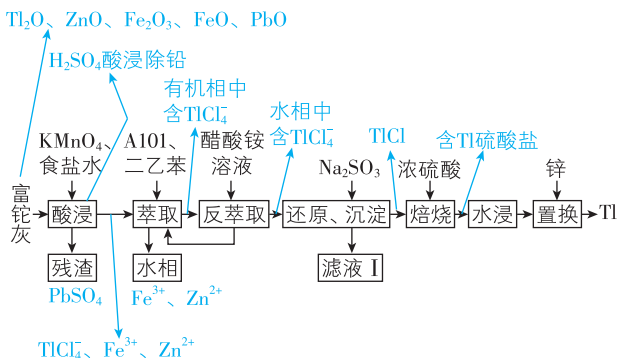 Tl₂O、ZnO、Fe₂O₃、FeO、PbO
H₂SO₄酸浸除铅
有机相中
含TlCl₄⁻
水相中
含TlCl₄⁻
TlCl
含Tl硫酸盐
KMnO₄、
食盐水
A101、
二乙苯
醋酸铵
溶液
Na₂SO₃
浓硫酸
锌
富铊灰
酸浸
萃取
反萃取
还原、沉淀
焙烧
水浸
置换
Tl
残渣
水相
滤液 I
PbSO₄
Fe³⁺、Zn²⁺
TlCl₄⁻、Fe³⁺、Zn²⁺